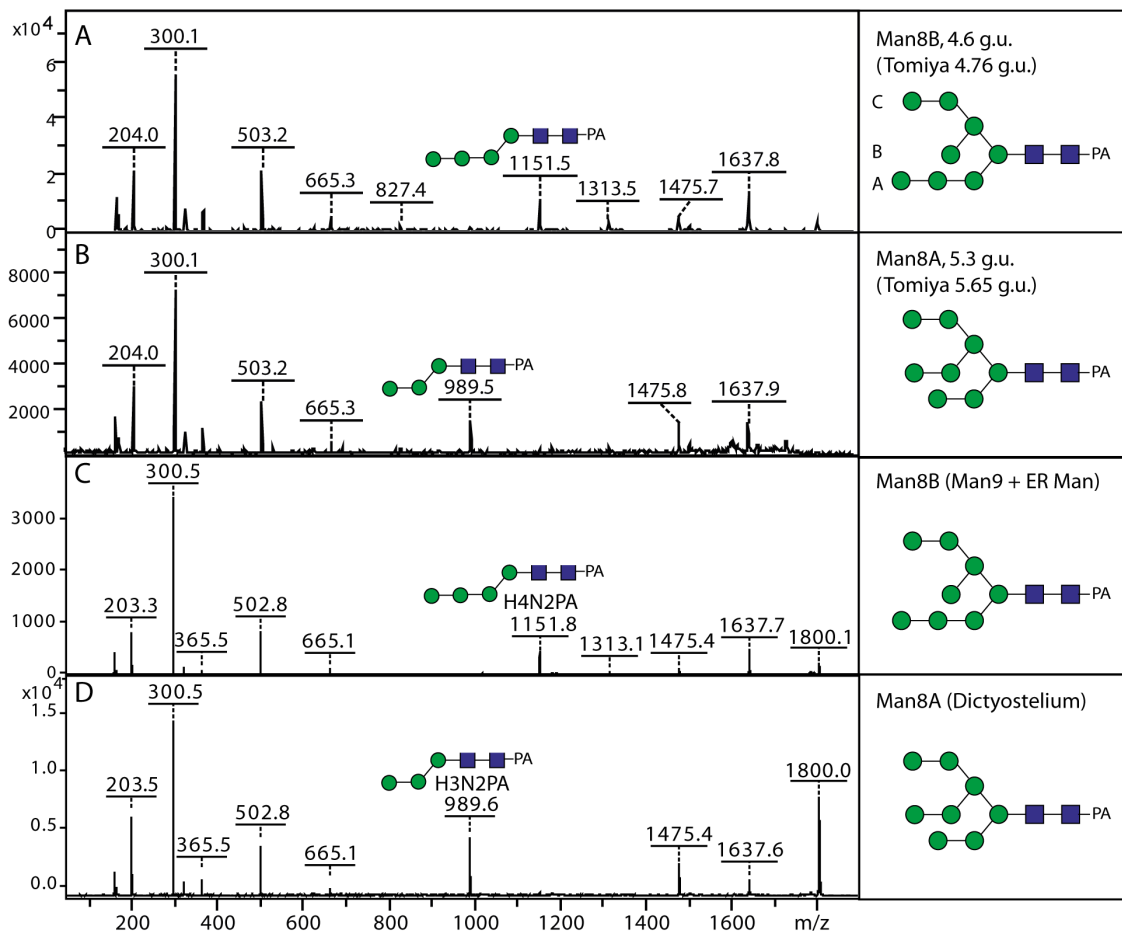 x10⁴
A
6
4
2
0
204.0
300.1
503.2
665.3
827.4
PA
1151.5
1313.5
1475.7
1637.8
Man8B, 4.6 g.u.
(Tomiya 4.76 g.u.)
C
B
A
PA
B
8000
6000
4000
2000
204.0
300.1
503.2
665.3
PA
989.5
1475.8
1637.9
Man8A, 5.3 g.u.
(Tomiya 5.65 g.u.)
PA
C
3000
2000
1000
0
203.3
300.5
365.5
502.8
665.1
PA
H4N2PA
1151.8
1313.1
1475.4
1637.7
1800.1
Man8B (Man9 + ER Man)
PA
x10⁴
D
1.5
1.0
0.5
0.0
203.5
300.5
365.5
502.8
665.1
PA
H3N2PA
989.6
1475.4
1637.6
1800.0
Man8A (Dictyostelium)
PA
200 400 600 800 1000 1200 1400 1600 m/z